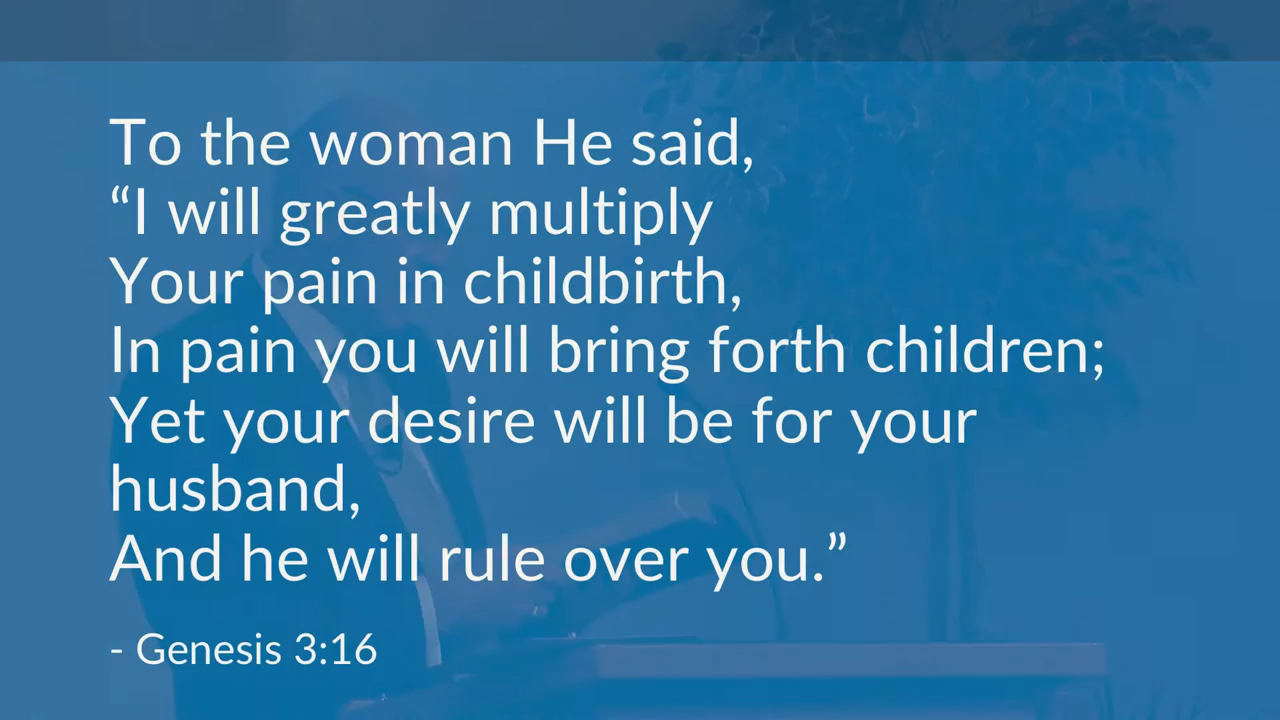 To the woman He said,
“I will greatly multiply
Your pain in childbirth,
In pain you will bring forth children;
Yet your desire will be for your
husband,
And he will rule over you.”
- Genesis 3:16